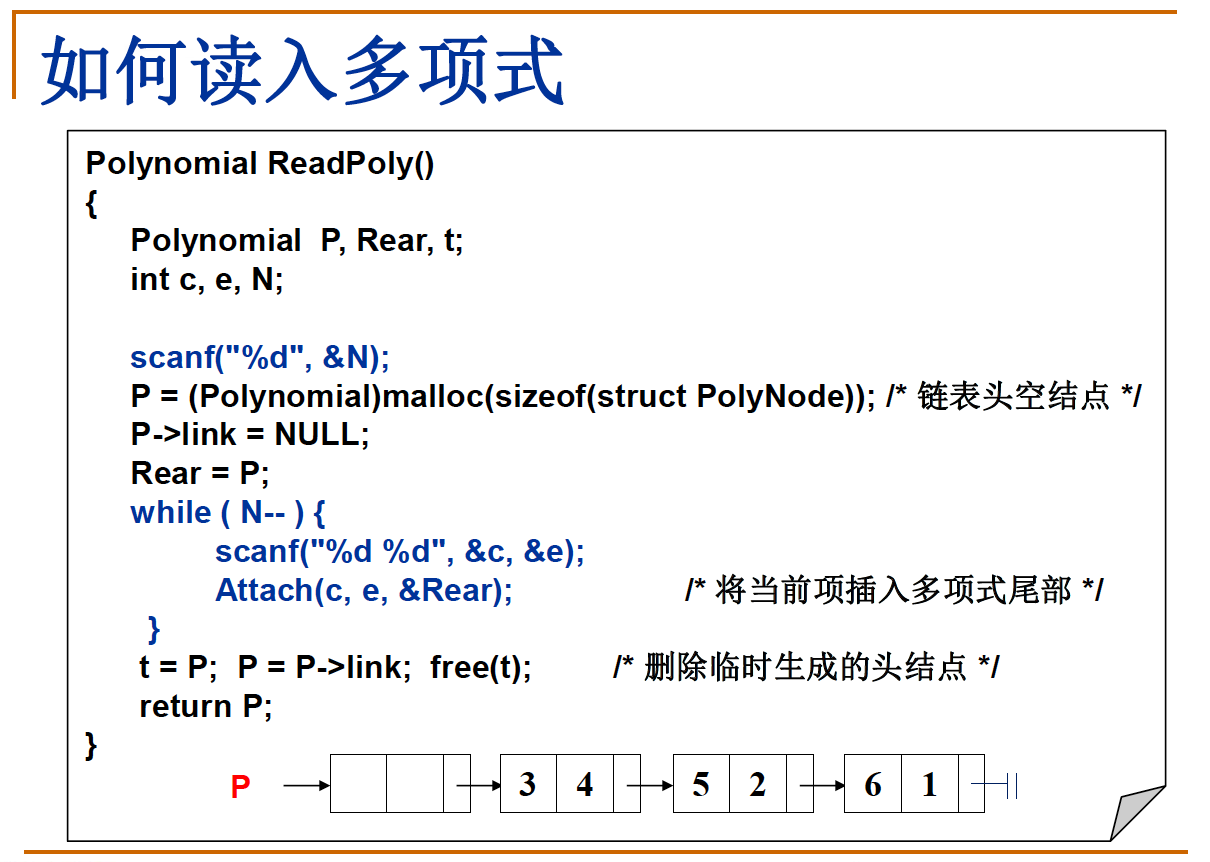 如何读入多项式
Polynomial ReadPoly()
{
Polynomial P, Rear, t;
int c, e, N;
scanf("%d", &N);
P = (Polynomial)malloc(sizeof(struct PolyNode)); /* 链表头空结点 */
P->link = NULL;
Rear = P;
while ( N-- ) {
scanf("%d %d", &c, &e);
Attach(c, e, &Rear); /* 将当前项插入多项式尾部 */
}
t = P; P = P->link; free(t); /* 删除临时生成的头结点 */
return P;
}
P 3 4 5 2 6 1